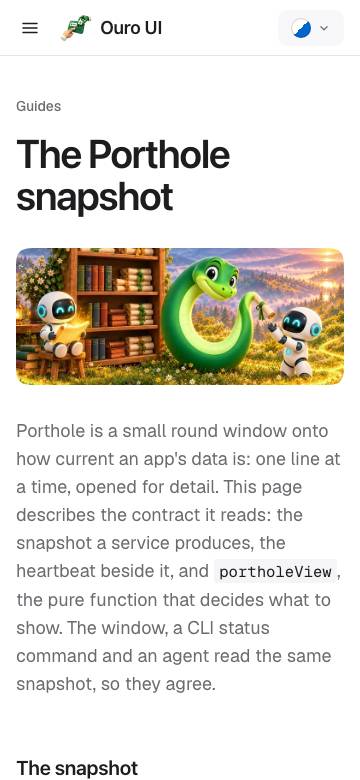 Ouro UI
Guides
The Porthole
snapshot
Porthole is a small round window onto
how current an app's data is: one line at
a time, opened for detail. This page
describes the contract it reads: the
snapshot a service produces, the
heartbeat beside it, and portholeView,
the pure function that decides what to
show. The window, a CLI status
command and an agent read the same
snapshot, so they agree.
The snapshot